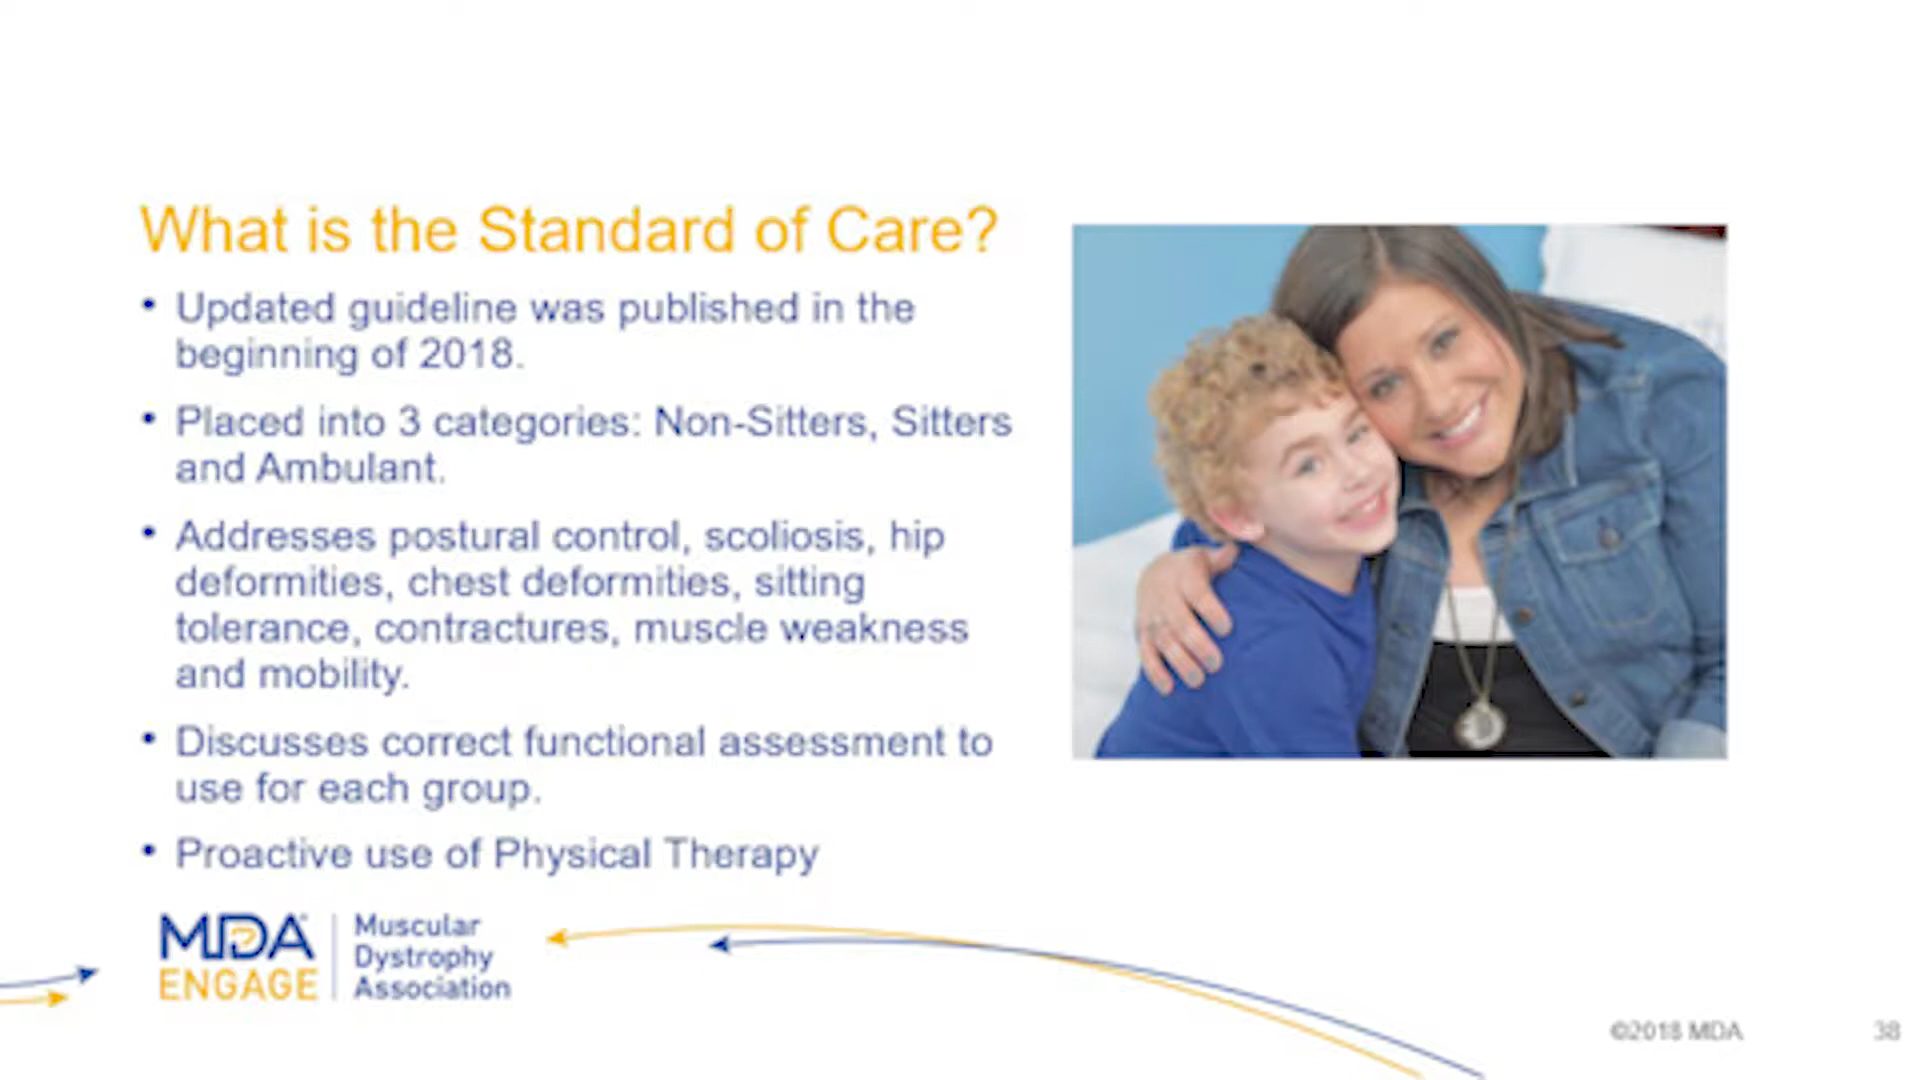 What is the Standard of Care?
• Updated guideline was published in the
beginning of 2018.
• Placed into 3 categories: Non-Sitters, Sitters
and Ambulant.
• Addresses postural control, scoliosis, hip
deformities, chest deformities, sitting
tolerance, contractures, muscle weakness
and mobility.
• Discusses correct functional assessment to
use for each group.
• Proactive use of Physical Therapy
MDA
ENGAGE
Muscular
Dystrophy
Association
©2018 MDA
38